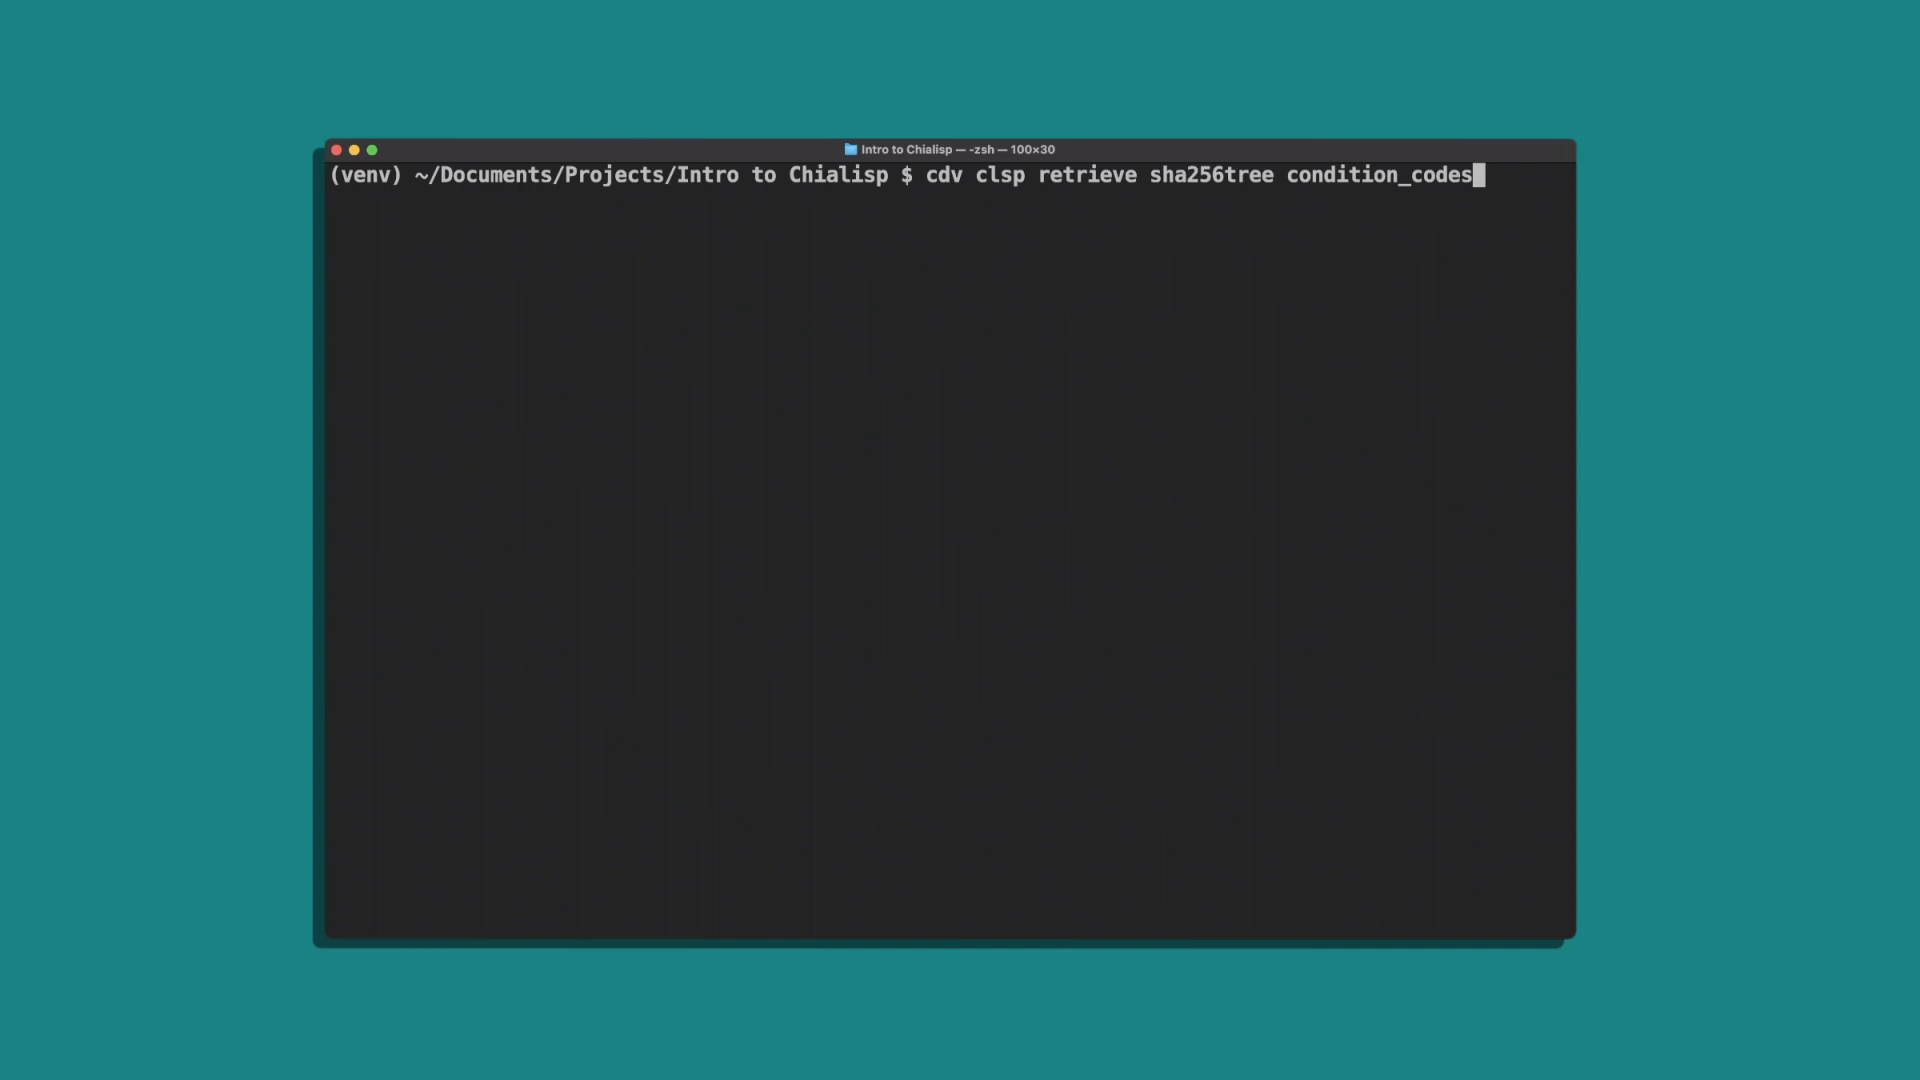 Intro to Chialisp — -zsh — 100×30
(venv) ~/Documents/Projects/Intro to Chialisp $ cdv clsp retrieve sha256tree condition_codes